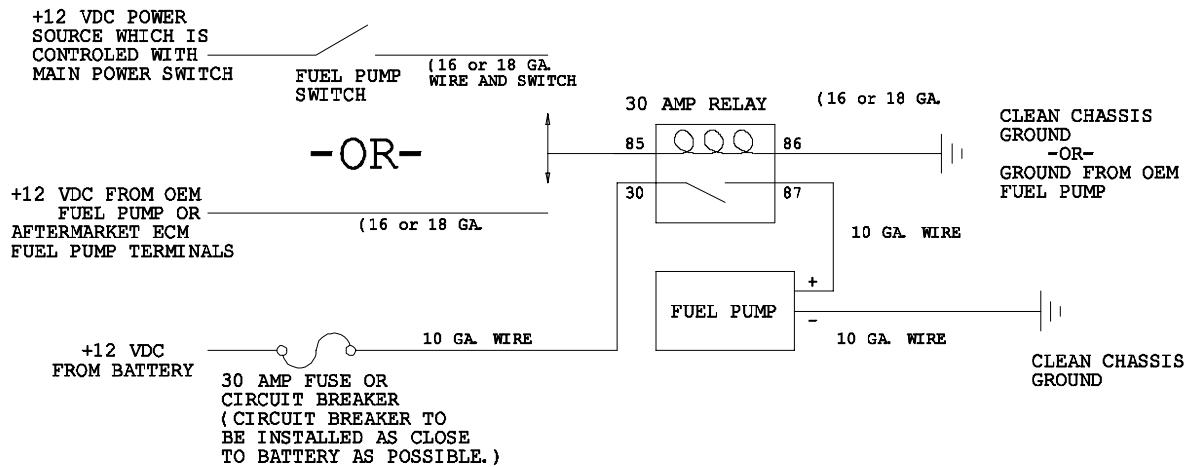 +12 VDC POWER
SOURCE WHICH IS
CONTROLED WITH
MAIN POWER SWITCH
FUEL PUMP
SWITCH
(16 or 18 GA.
WIRE AND SWITCH
30 AMP RELAY
(16 or 18 GA.
CLEAN CHASSIS
GROUND
-OR-
GROUND FROM OEM
FUEL PUMP
-OR-
85
86
30
87
+12 VDC FROM OEM
FUEL PUMP OR
AFTERMARKET ECM
FUEL PUMP TERMINALS
(16 or 18 GA.
10 GA. WIRE
FUEL PUMP
+
-
10 GA. WIRE
10 GA. WIRE
+12 VDC
FROM BATTERY
30 AMP FUSE OR
CIRCUIT BREAKER
(CIRCUIT BREAKER TO
BE INSTALLED AS CLOSE
TO BATTERY AS POSSIBLE.)
CLEAN CHASSIS
GROUND